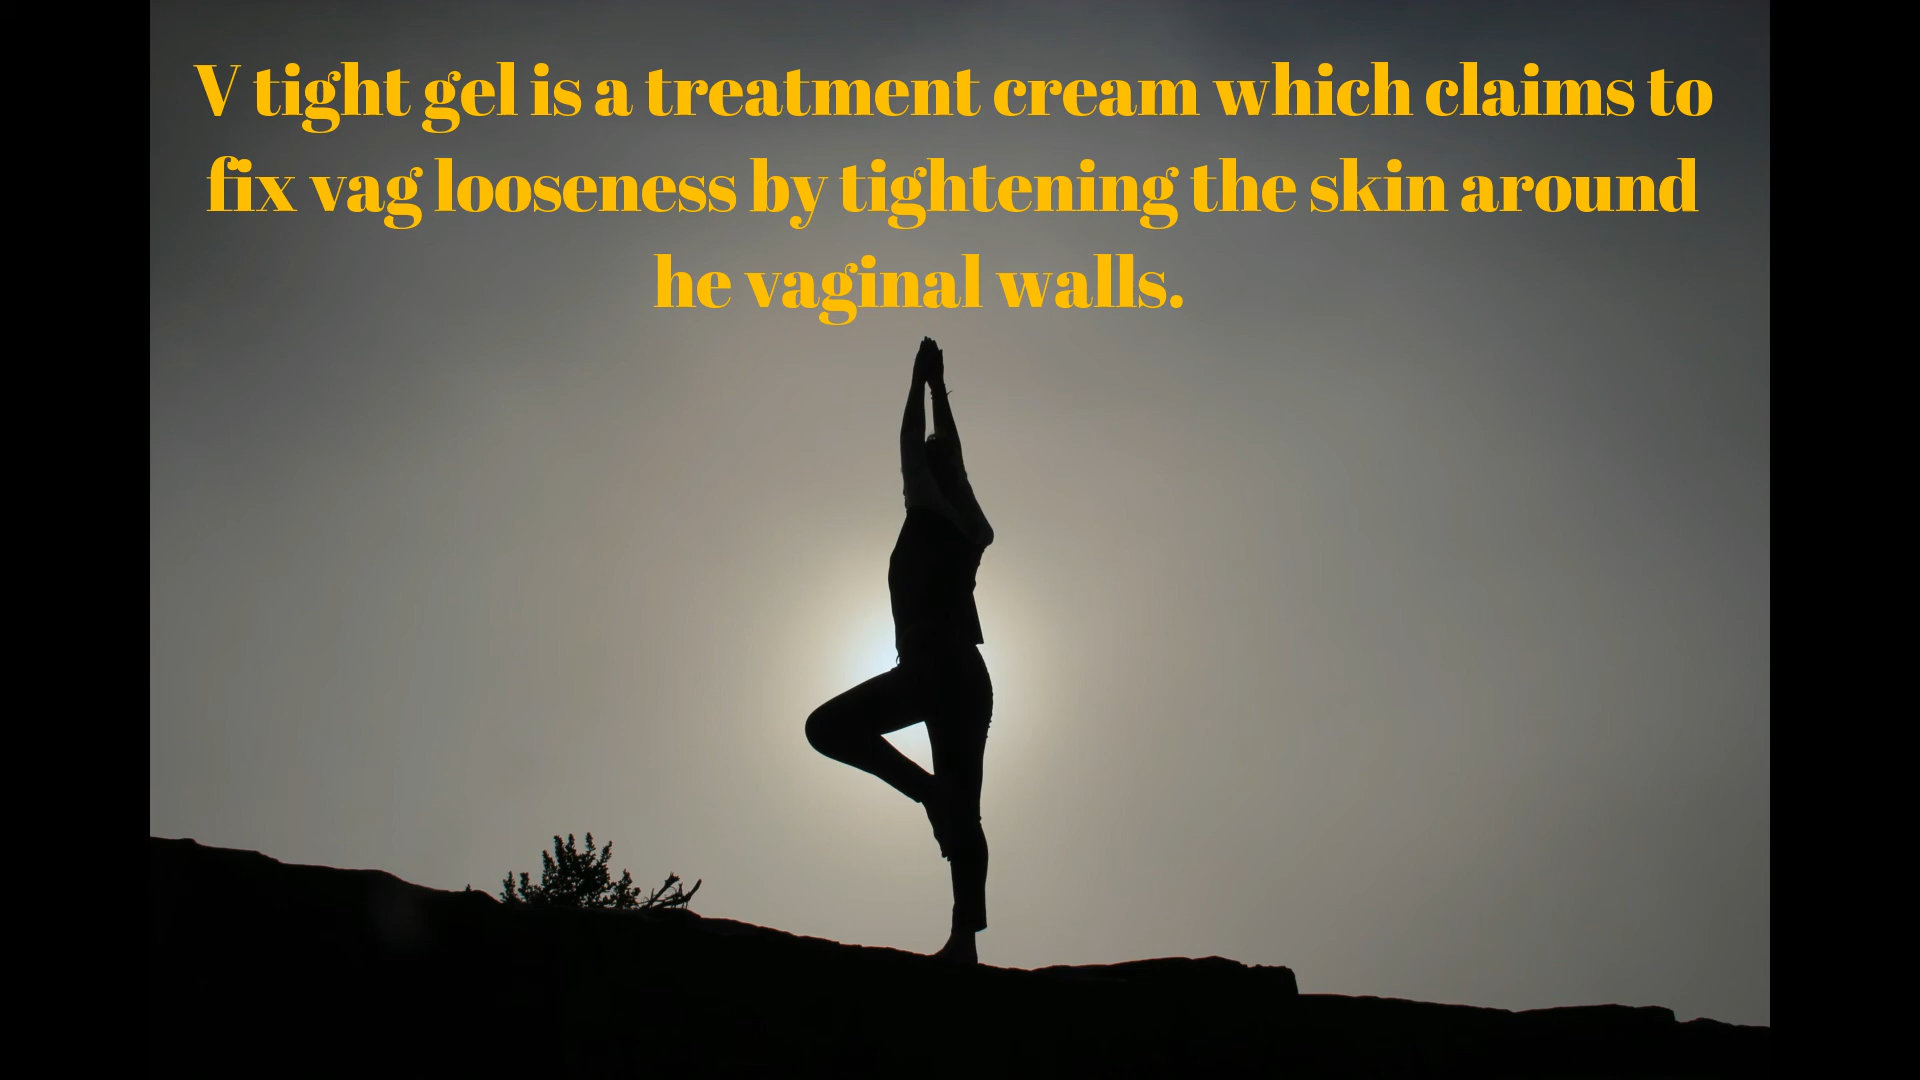 V tight gel is a treatment cream which claims to
fix vag looseness by tightening the skin around
he vaginal walls.